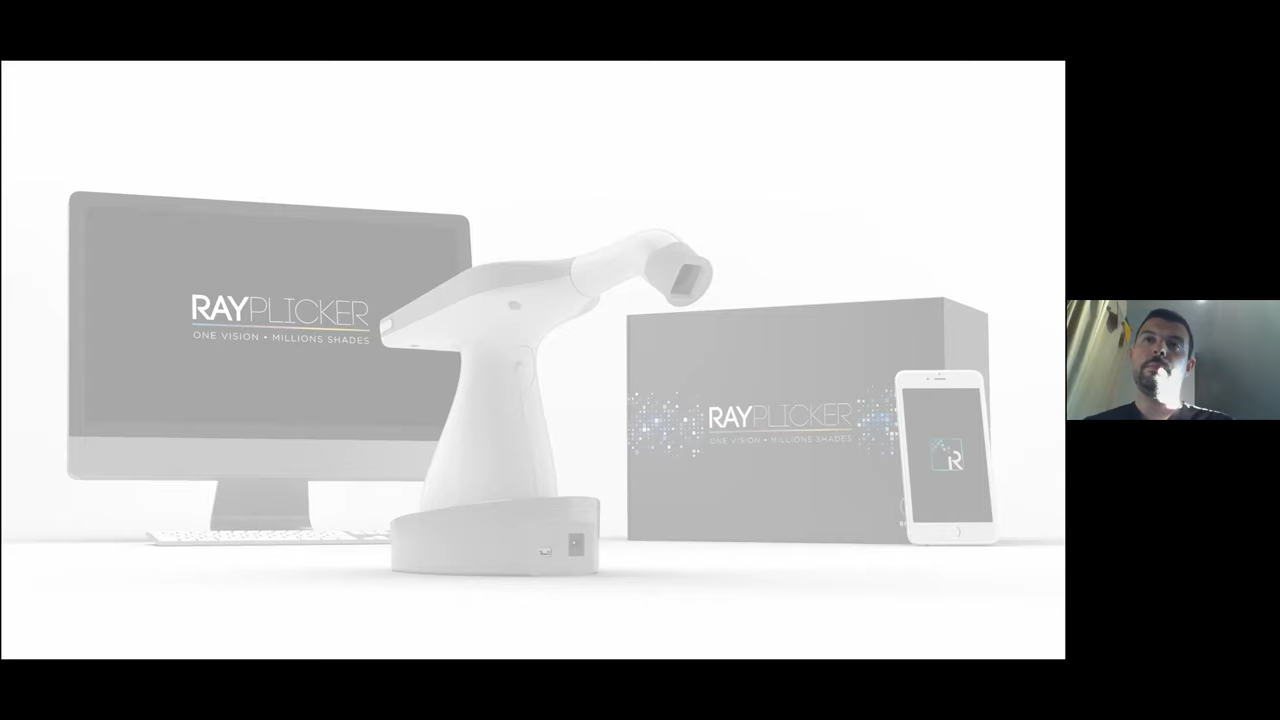 RAYPLICKER
ONE VISION • MILLIONS SHADES
RAYPLICKER
ONE VISION • MILLIONS SHADES
R